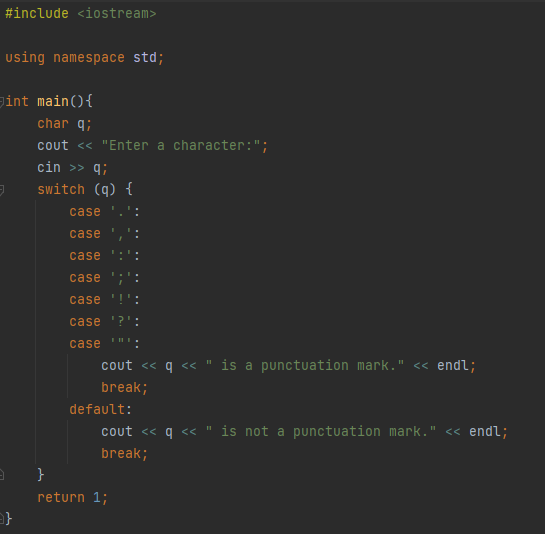 #include <iostream>
using namespace std;
int main(){
char q;
cout << "Enter a character:";
cin >> q;
switch (q) {
case '.':
case ',':
case ':':
case ';':
case '!':
case '?':
case '"':
cout << q << " is a punctuation mark." << endl;
break;
default:
cout << q << " is not a punctuation mark." << endl;
break;
}
return 1;
}